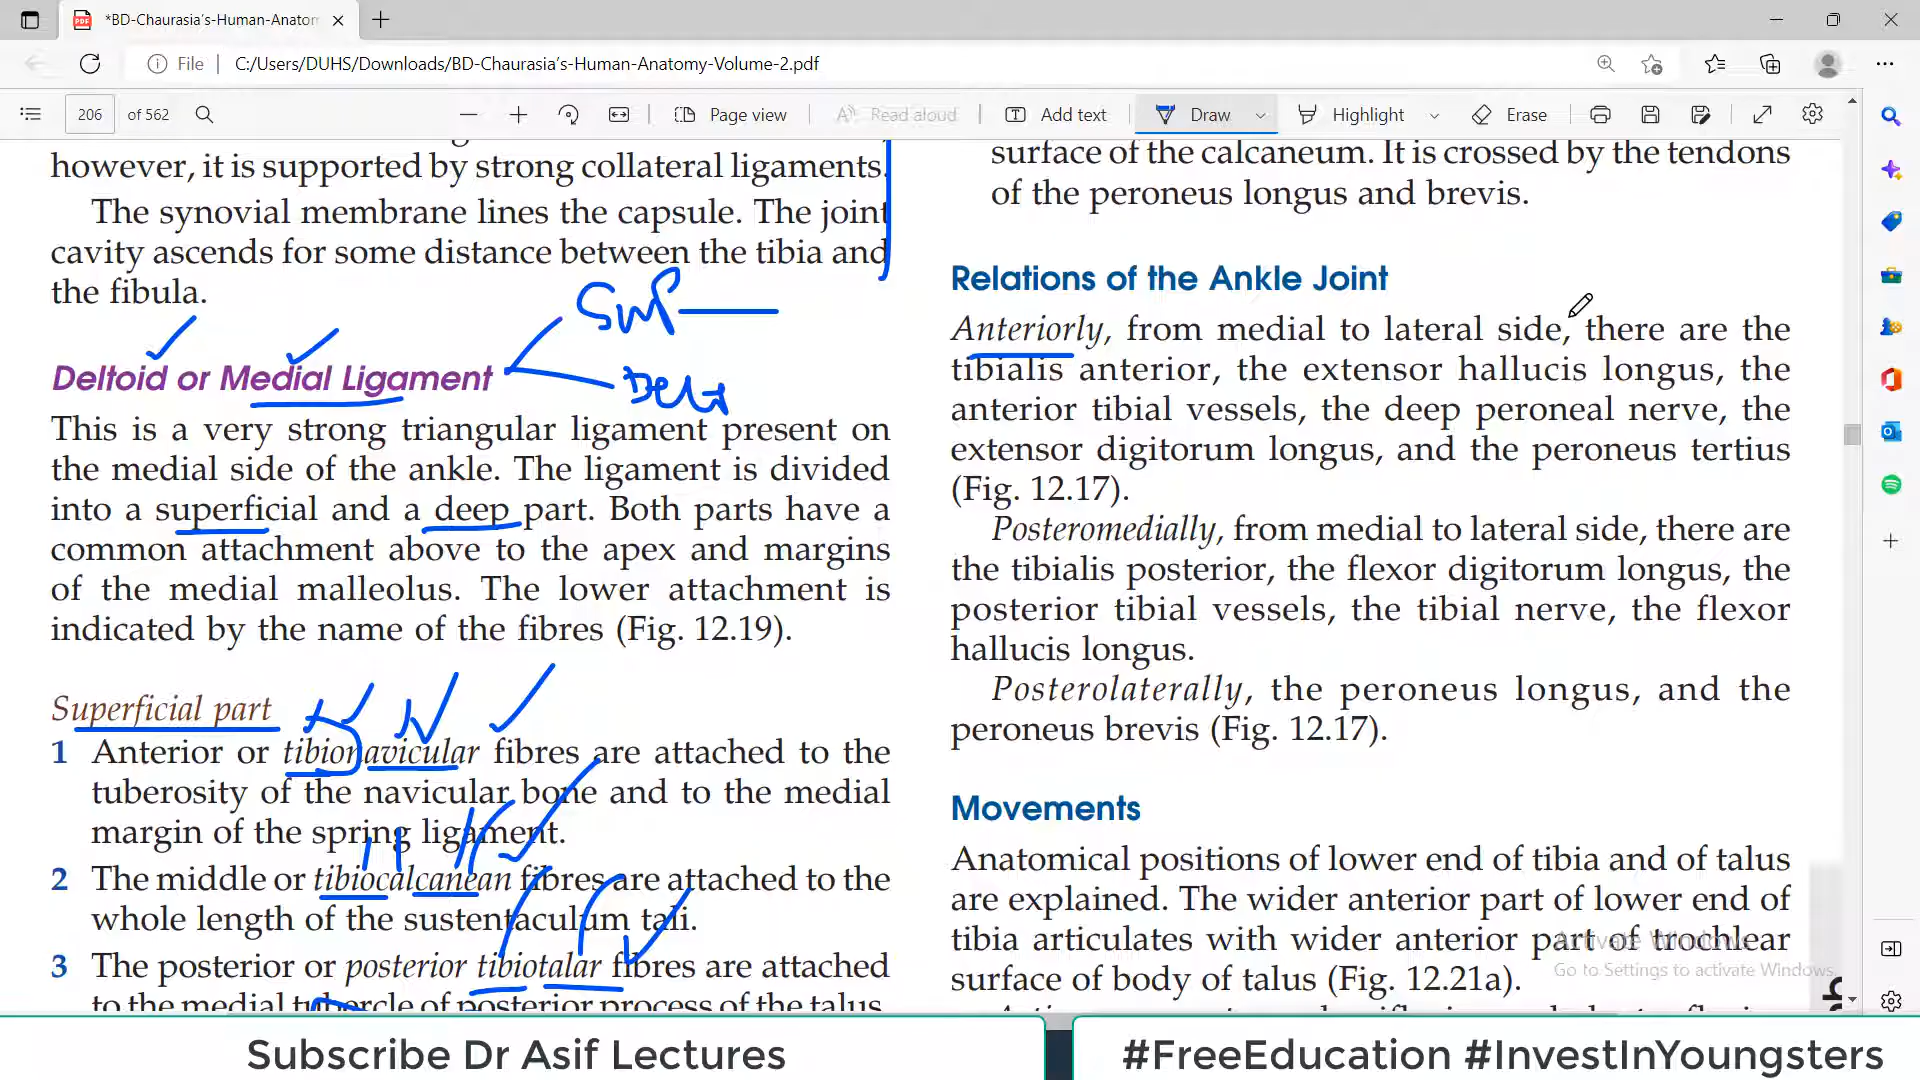 *BD-Chaurasia's-Human-Anatom
File
C:/Users/DUHS/Downloads/BD-Chaurasia's-Human-Anatomy-Volume-2.pdf
206 of 562
Page view
Read aloud
Add text
Draw
Highlight
Erase
however, it is supported by strong collateral ligaments.
The synovial membrane lines the capsule. The joint
cavity ascends for some distance between the tibia and
the fibula.
Sup
Deltoid or Medial Ligament
This is a very strong triangular ligament present on
the medial side of the ankle. The ligament is divided
into a superficial and a deep part. Both parts have a
common attachment above to the apex and margins
of the medial malleolus. The lower attachment is
indicated by the name of the fibres (Fig. 12.19).
Superficial part
1 Anterior or tibionavicular fibres are attached to the
tuberosity of the navicular bone and to the medial
margin of the spring ligament.
2 The middle or tibiocalcanean fibres are attached to the
whole length of the sustentaculum tali.
3 The posterior or posterior tibiotalar fibres are attached
to the medial tubercle of posterior process of the talus.
surface of the calcaneum. It is crossed by the tendons
of the peroneus longus and brevis.
Relations of the Ankle Joint
Anteriorly, from medial to lateral side, there are the
tibialis anterior, the extensor hallucis longus, the
anterior tibial vessels, the deep peroneal nerve, the
extensor digitorum longus, and the peroneus tertius
(Fig. 12.17).
Posteromedially, from medial to lateral side, there are
the tibialis posterior, the flexor digitorum longus, the
posterior tibial vessels, the tibial nerve, the flexor
hallucis longus.
Posterolaterally, the peroneus longus, and the
peroneus brevis (Fig. 12.17).
Movements
Anatomical positions of lower end of tibia and of talus
are explained. The wider anterior part of lower end of
tibia articulates with wider anterior part of trochlear
surface of body of talus (Fig. 12.21a).
Activate Windows
Go to Settings to activate Windows.
Subscribe Dr Asif Lectures
#FreeEducation #InvestInYoungsters